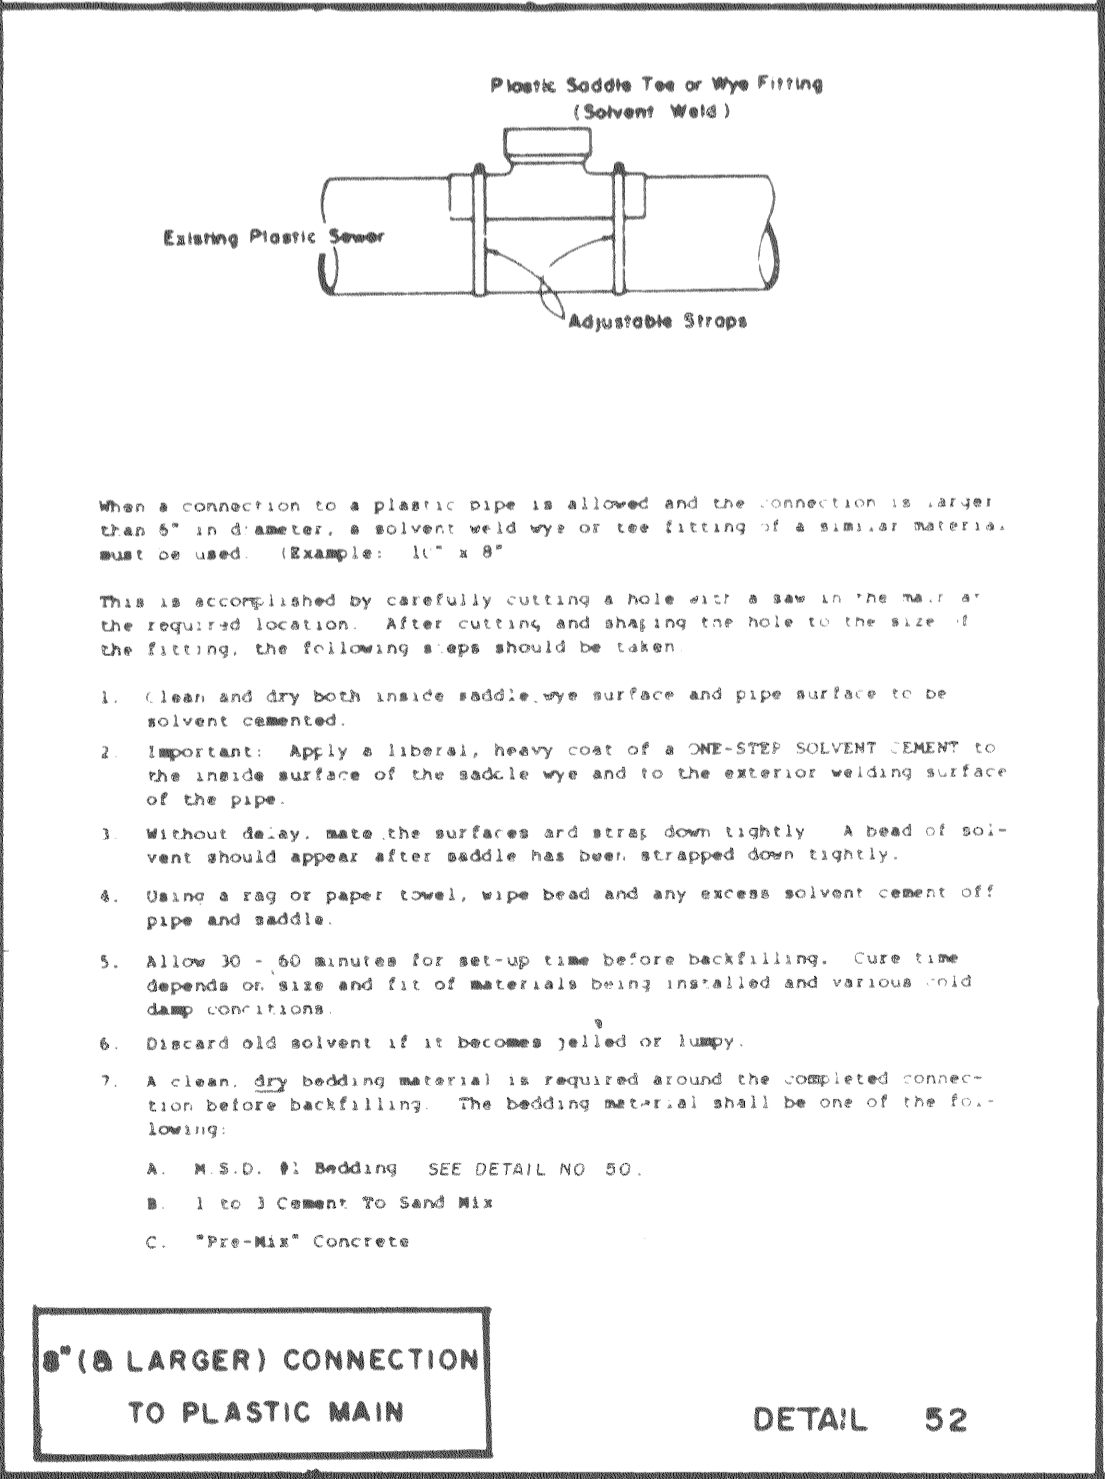 Plastic Saddle Tee or Wye Fitting
(Solvent Weld)
Existing Plastic Sewer
Adjustable Straps
When a connection to a plastic pipe is allowed and the connection is larger
than 6" in diameter, a solvent weld wye or tee fitting of a similar material
must be used. (Example: 10" x 8"
This is accomplished by carefully cutting a hole with a saw in the main at
the required location. After cutting and shaping the hole to the size of
the fitting, the following steps should be taken
1. Clean and dry both inside saddle wye surface and pipe surface to be
solvent cemented.
2. Important: Apply a liberal, heavy coat of a ONE-STEP SOLVENT CEMENT to
the inside surface of the saddle wye and to the exterior welding surface
of the pipe.
3. Without delay, mate the surfaces and strap down tightly A bead of sol-
vent should appear after saddle has been strapped down tightly.
4. Using a rag or paper towel, wipe bead and any excess solvent cement off
pipe and saddle.
5. Allow 30 - 60 minutes for set-up time before backfilling. Cure time
depends on size and fit of materials being installed and various cold
damp conditions.
6. Discard old solvent if it becomes jelled or lumpy.
7. A clean, dry bedding material is required around the completed connec-
tion before backfilling. The bedding material shall be one of the fol-
lowing:
A. M.S.D. #1 Bedding SEE DETAIL NO 50.
B. 1 to 3 Cement To Sand Mix
C. "Pre-Mix" Concrete
8" (& LARGER) CONNECTION
TO PLASTIC MAIN
DETAIL 52